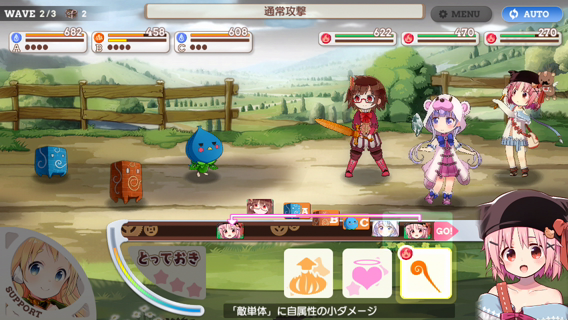 WAVE 2/3 2
通常攻撃
MENU
AUTO
682
458
608
622
470
270
A
B
C
A
B
C
GO!
とっておき
SUPPORT
「敵単体」に自属性の小ダメージ